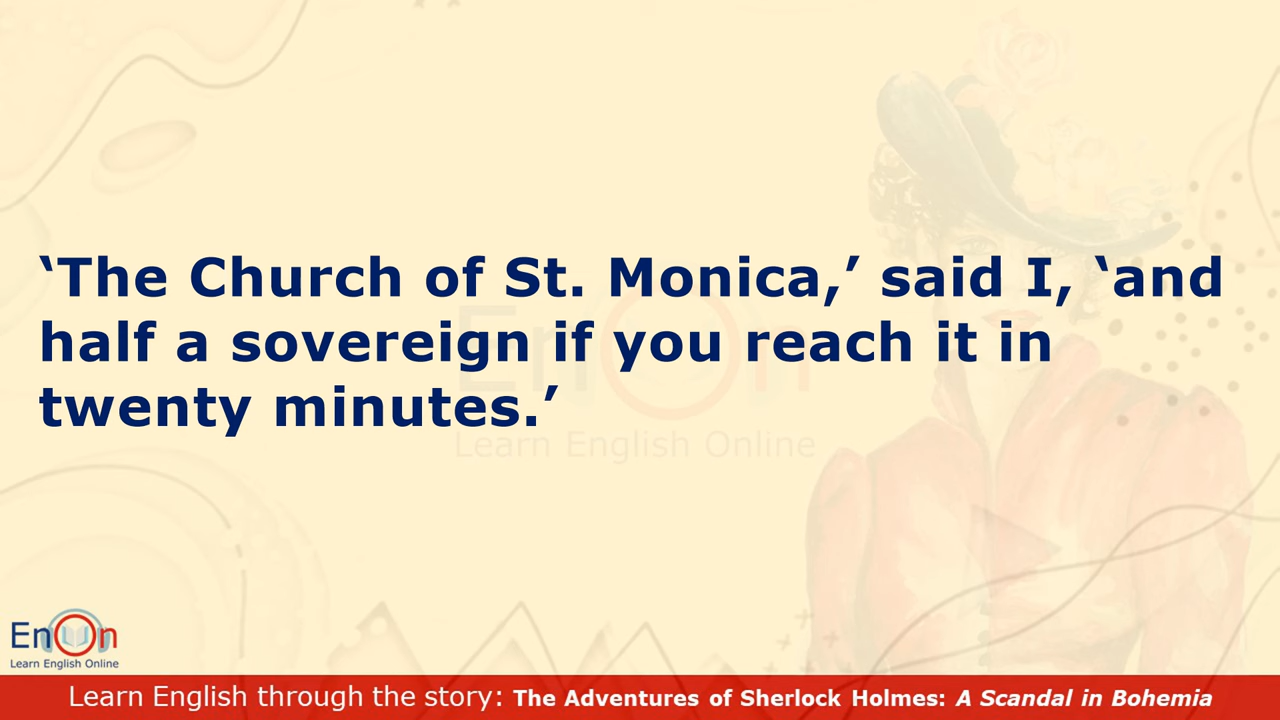 ‘The Church of St. Monica,’ said I, ‘and
half a sovereign if you reach it in
twenty minutes.’
EnOn
Learn English Online
EnOn
Learn English Online
Learn English through the story: The Adventures of Sherlock Holmes: A Scandal in Bohemia